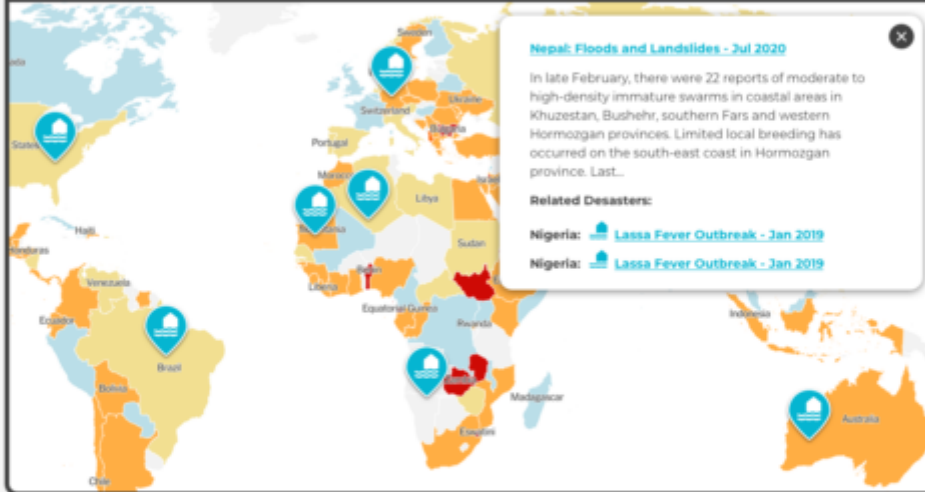 Nepal: Floods and Landslides - Jul 2020
In late February, there were 22 reports of moderate to
high-density immature swarms in coastal areas in
Khuzestan, Bushehr, southern Fars and western
Hormozgan provinces. Limited local breeding has
occurred on the south-east coast in Hormozgan
province. Last...
Related Desasters:
Nigeria: Lassa Fever Outbreak - Jan 2019
Nigeria: Lassa Fever Outbreak - Jan 2019
Sweden
Ukraine
Switzerland
Portugal
Libya
Haiti
Sudan
Venezuela
Liberia
Equatorial Guinea
Ecuador
Rwanda
Indonesia
Brazil
Bolivia
Madagascar
Australia
Eswatini
Chile